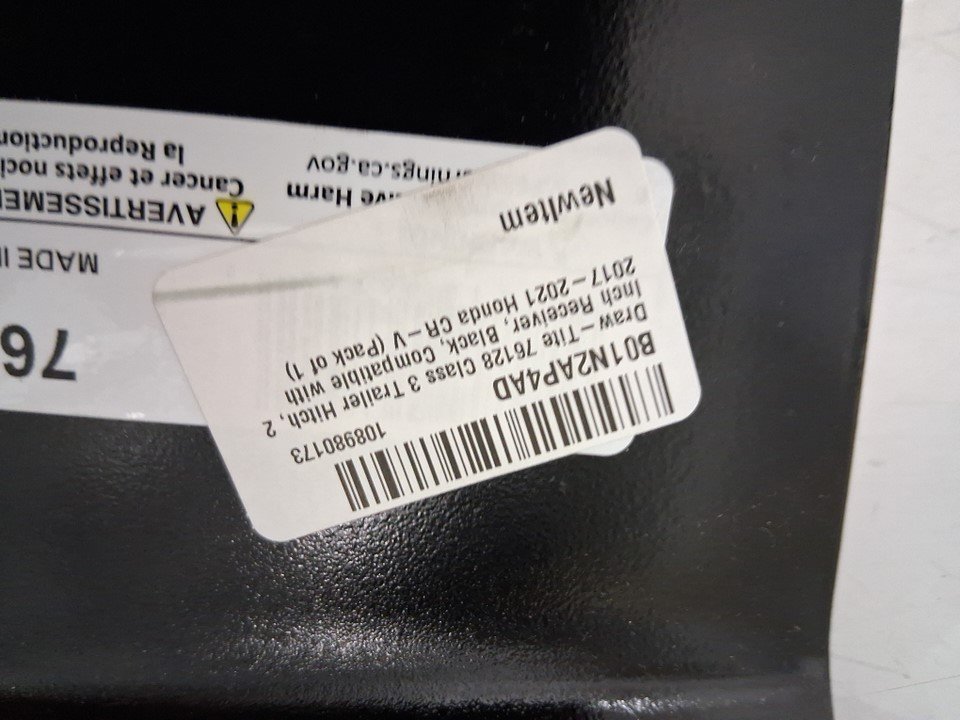 B01N2AP4AD
108980173
Draw-Tite 76128 Class 3 Trailer Hitch, 2
Inch Receiver, Black, Compatible with
2017-2021 Honda CR-V (Pack of 1)
NewItem
76
MADE
Harm
nings.ca.gov
AVERTISSEME
Cancer et effets noci
la Reproduction